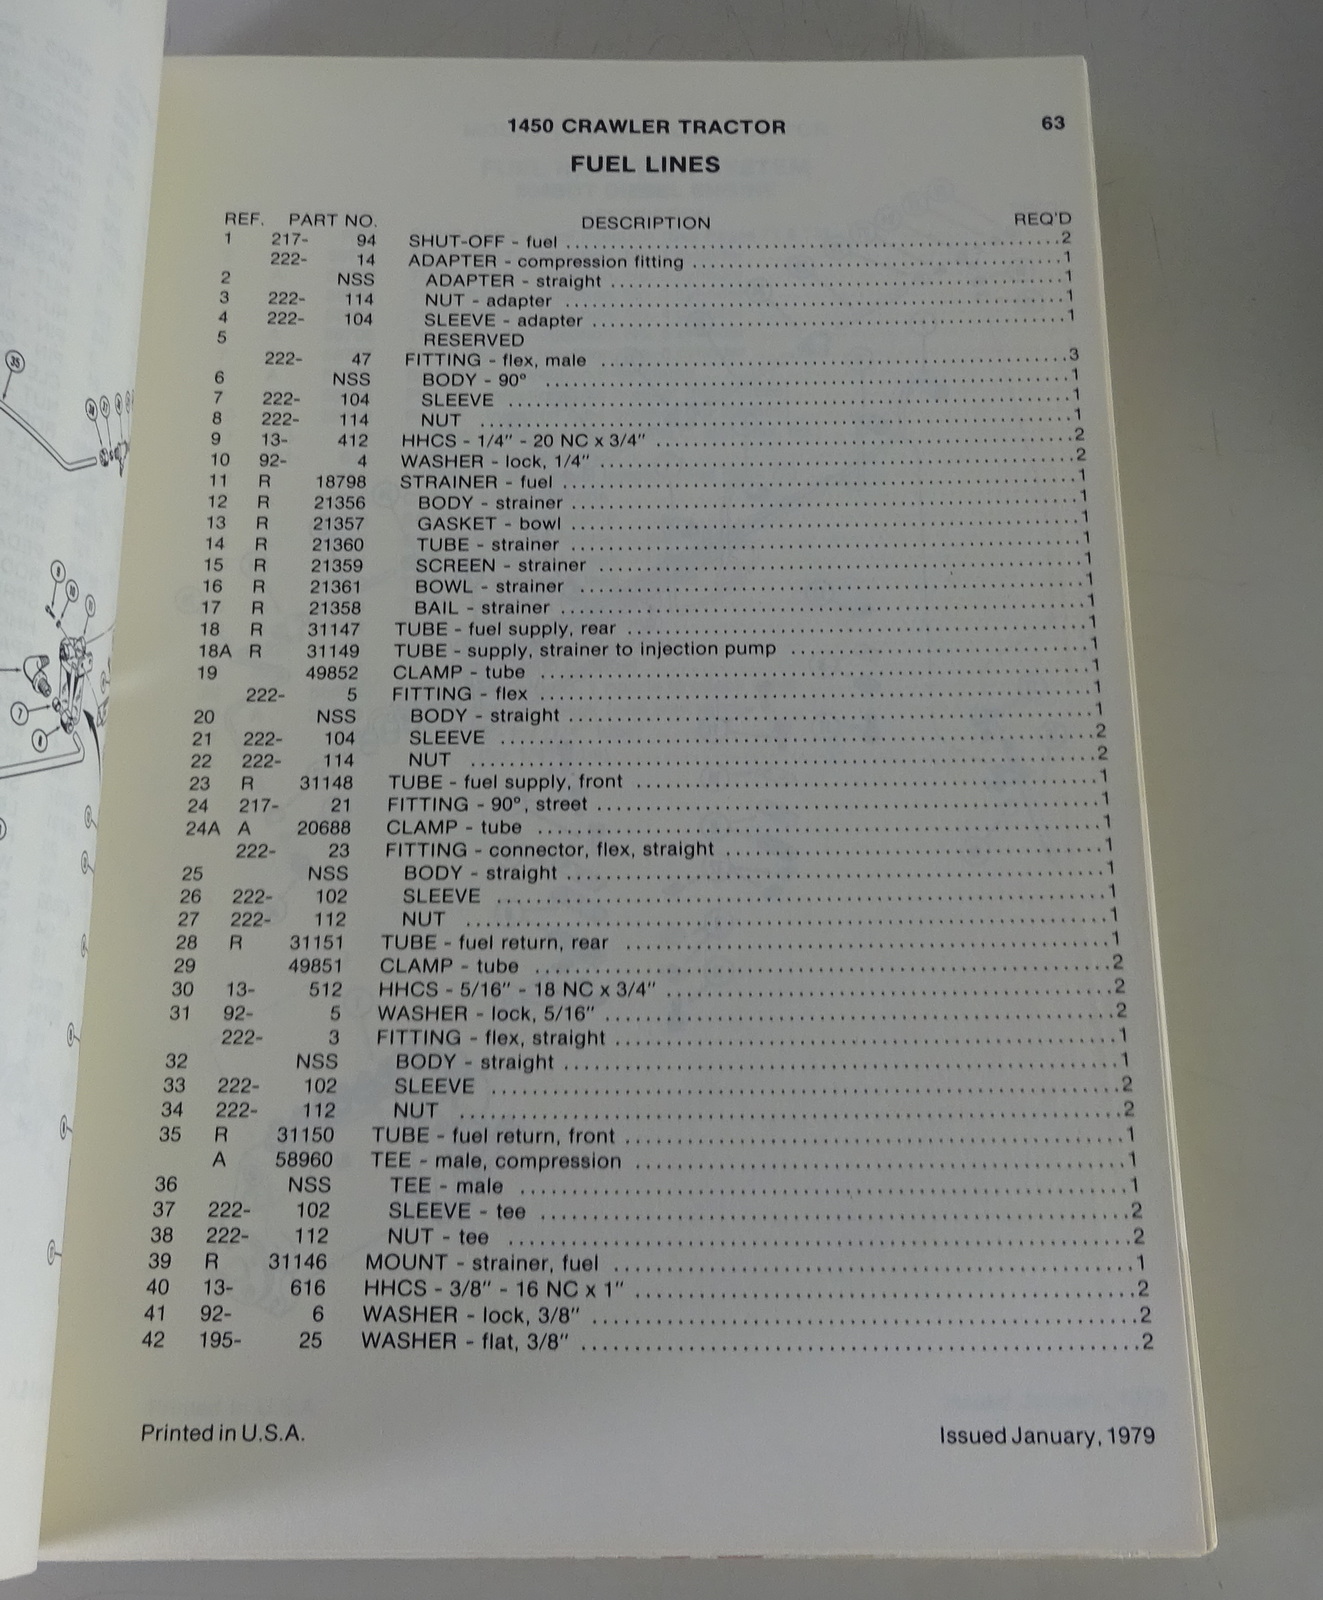 1450 CRAWLER TRACTOR 63
FUEL LINES
REF. PART NO. DESCRIPTION REQ'D
1 217- 94 SHUT-OFF - fuel 2
222- 14 ADAPTER - compression fitting 1
2 NSS ADAPTER - straight 1
3 222- 114 NUT - adapter 1
4 222- 104 SLEEVE - adapter 1
5 RESERVED
222- 47 FITTING - flex, male 3
6 NSS BODY - 90° 1
7 222- 104 SLEEVE 1
8 222- 114 NUT 1
9 13- 412 HHCS - 1/4" - 20 NC x 3/4" 2
10 92- 4 WASHER - lock, 1/4" 2
11 R 18798 STRAINER - fuel 1
12 R 21356 BODY - strainer 1
13 R 21357 GASKET - bowl 1
14 R 21360 TUBE - strainer 1
15 R 21359 SCREEN - strainer 1
16 R 21361 BOWL - strainer 1
17 R 21358 BAIL - strainer 1
18 R 31147 TUBE - fuel supply, rear 1
18A R 31149 TUBE - supply, strainer to injection pump 1
19 49852 CLAMP - tube 1
222- 5 FITTING - flex 1
20 NSS BODY - straight 1
21 222- 104 SLEEVE 2
22 222- 114 NUT 2
23 R 31148 TUBE - fuel supply, front 1
24 217- 21 FITTING - 90°, street 1
24A A 20688 CLAMP - tube 1
222- 23 FITTING - connector, flex, straight 1
25 NSS BODY - straight 1
26 222- 102 SLEEVE 1
27 222- 112 NUT 1
28 R 31151 TUBE - fuel return, rear 1
29 49851 CLAMP - tube 2
30 13- 512 HHCS - 5/16" - 18 NC x 3/4" 2
31 92- 5 WASHER - lock, 5/16" 2
222- 3 FITTING - flex, straight 1
32 NSS BODY - straight 1
33 222- 102 SLEEVE 2
34 222- 112 NUT 2
35 R 31150 TUBE - fuel return, front 1
A 58960 TEE - male, compression 1
36 NSS TEE - male 1
37 222- 102 SLEEVE - tee 2
38 222- 112 NUT - tee 2
39 R 31146 MOUNT - strainer, fuel 1
40 13- 616 HHCS - 3/8" - 16 NC x 1" 2
41 92- 6 WASHER - lock, 3/8" 2
42 195- 25 WASHER - flat, 3/8" 2
Printed in U.S.A. Issued January, 1979
35